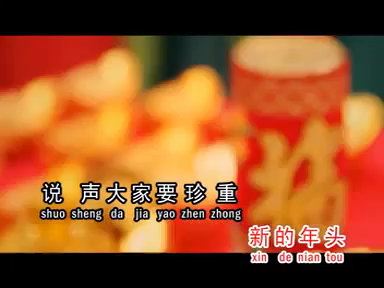 说 声大家要珍重
shuo sheng da jia yao zhen zhong
新的年头
xin de nian tou
福